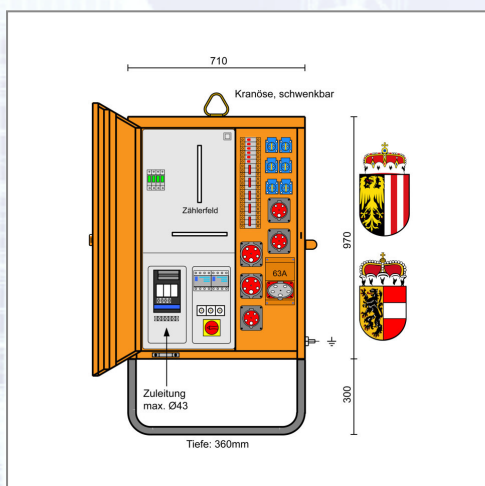 710
Kranöse, schwenkbar
Zählerfeld
970
63A
Zuleitung
max. Ø43
300
Tiefe: 360mm